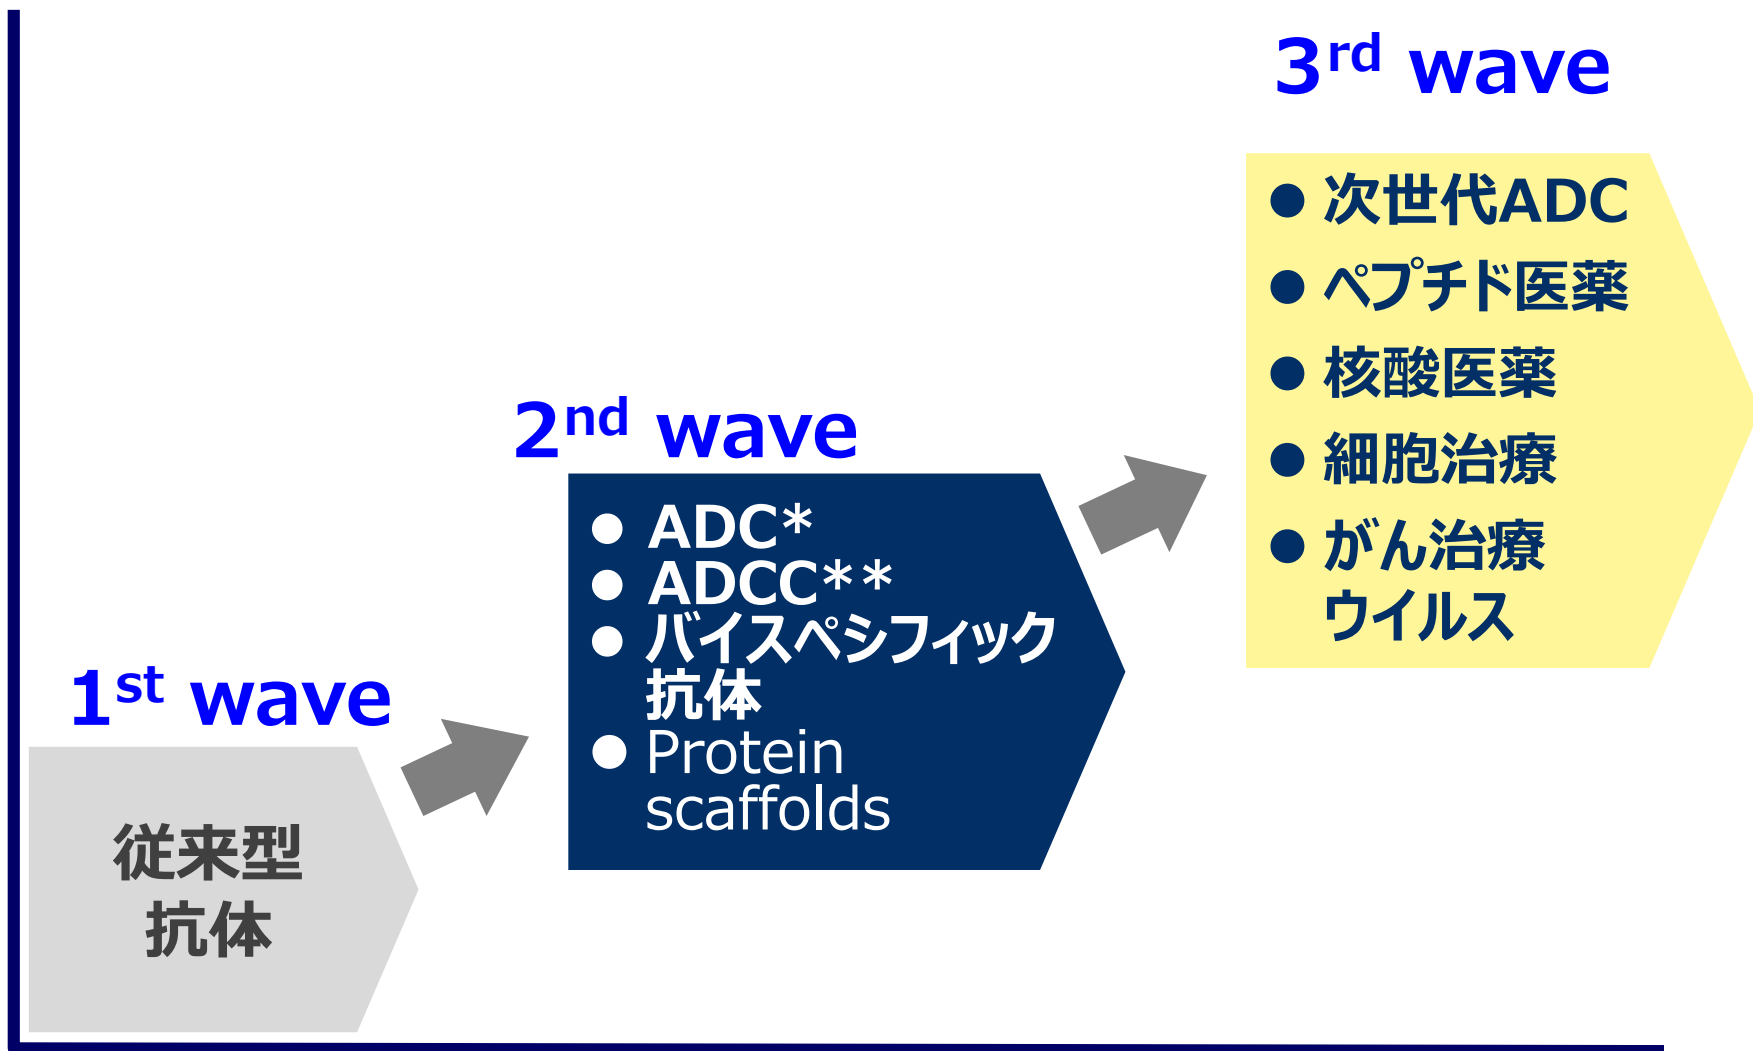 1st wave
従来型
抗体
2nd wave
● ADC*
● ADCC**
● バイスペシフィック
抗体
● Protein
scaffolds
3rd wave
● 次世代ADC
● ペプチド医薬
● 核酸医薬
● 細胞治療
● がん治療
ウイルス